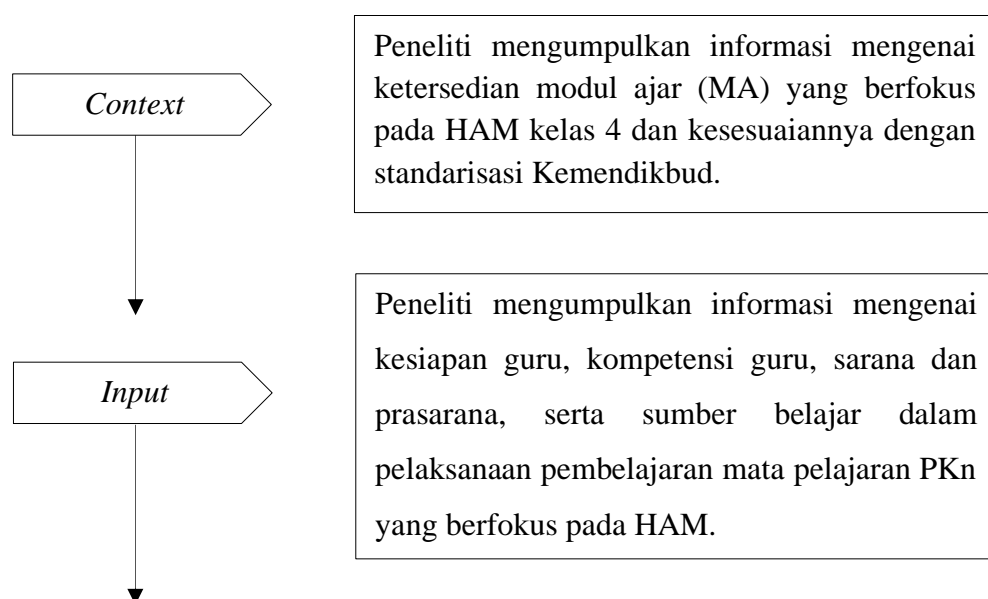 Context
Peneliti mengumpulkan informasi mengenai
ketersedian modul ajar (MA) yang berfokus
pada HAM kelas 4 dan kesesuaiannya dengan
standarisasi Kemendikbud.
Input
Peneliti mengumpulkan informasi mengenai
kesiapan guru, kompetensi guru, sarana dan
prasarana, serta sumber belajar dalam
pelaksanaan pembelajaran mata pelajaran PKn
yang berfokus pada HAM.